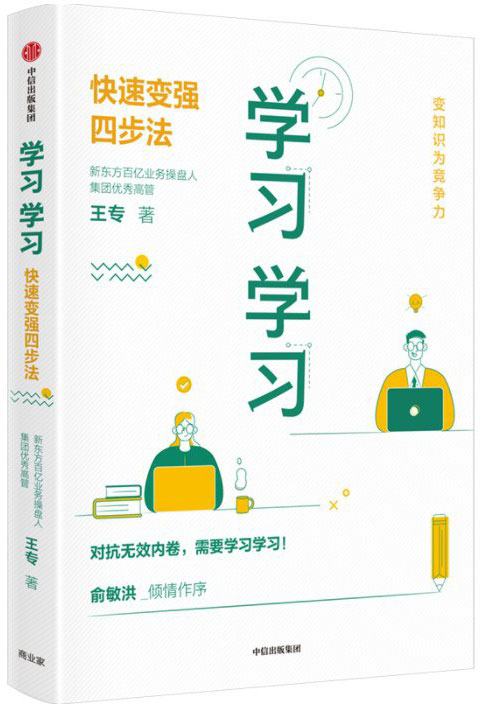 中信出版集团
学习 学习
快速变强四步法
新东方百亿业务操盘人
集团优秀高管
王专 著
商业家
快速变强
四步法
新东方百亿业务操盘人
集团优秀高管
王专 著
学习 学习
变知识为竞争力
对抗无效内卷，需要学习学习！
俞敏洪_倾情作序
中信出版集团